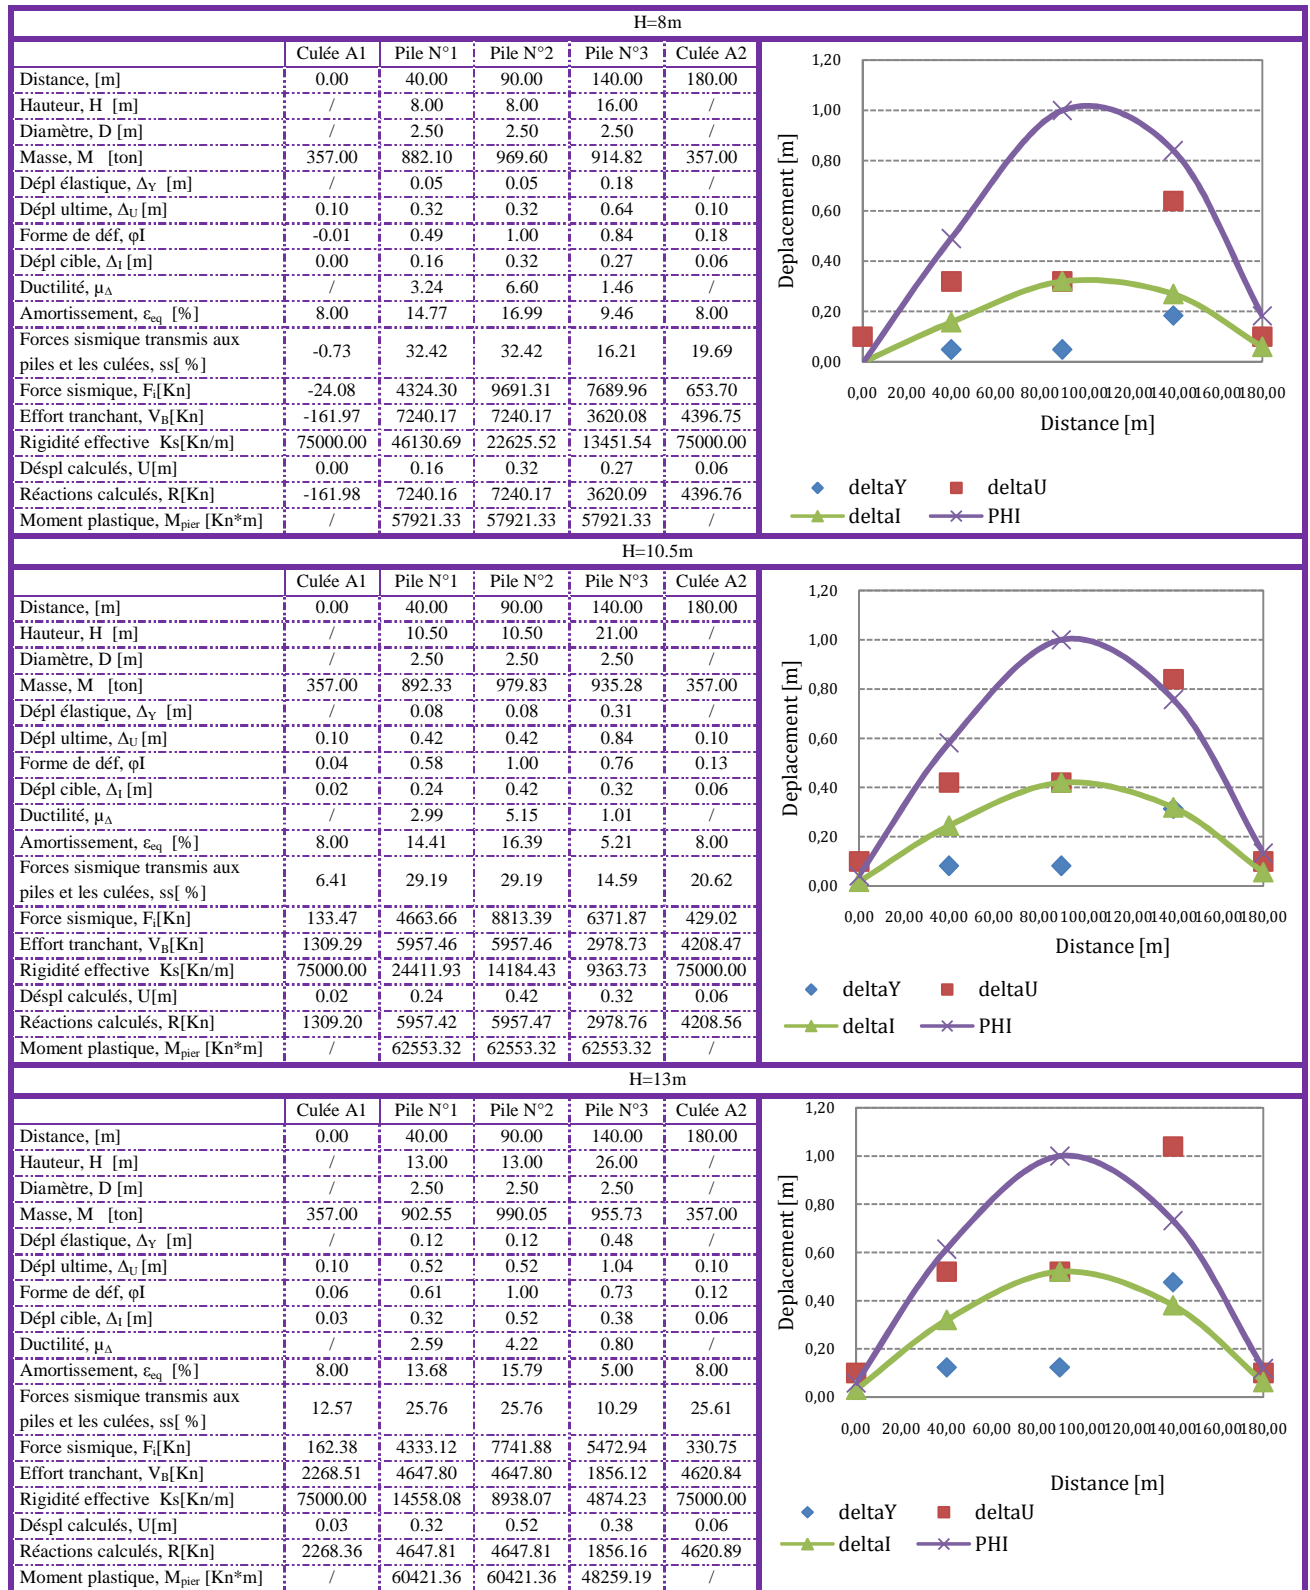 H=8m
Culée A1 Pile N°1 Pile N°2 Pile N°3 Culée A2
Distance, [m] 0.00 40.00 90.00 140.00 180.00
Hauteur, H [m] / 8.00 8.00 16.00 /
Diamètre, D [m] / 2.50 2.50 2.50 /
Masse, M [ton] 357.00 882.10 969.60 914.82 357.00
Dépl élastique, Δ_Y [m] / 0.05 0.05 0.18 /
Dépl ultime, Δ_U [m] 0.10 0.32 0.32 0.64 0.10
Forme de déf, φI -0.01 0.49 1.00 0.84 0.18
Dépl cible, Δ_I [m] 0.00 0.16 0.32 0.27 0.06
Ductilité, μ_Δ / 3.24 6.60 1.46 /
Amortissement, ε_eq [%] 8.00 14.77 16.99 9.46 8.00
Forces sismique transmis aux
piles et les culées, ss[ %] -0.73 32.42 32.42 16.21 19.69
Force sismique, F_i[Kn] -24.08 4324.30 9691.31 7689.96 653.70
Effort tranchant, V_B[Kn] -161.97 7240.17 7240.17 3620.08 4396.75
Rigidité effective Ks[Kn/m] 75000.00 46130.69 22625.52 13451.54 75000.00
Déspl calculés, U[m] 0.00 0.16 0.32 0.27 0.06
Réactions calculés, R[Kn] -161.98 7240.16 7240.17 3620.09 4396.76
Moment plastique, M_pier [Kn*m] / 57921.33 57921.33 57921.33 /
1,20
1,00
0,80
0,60
0,40
0,20
0,00
Deplacement [m]
0,00 20,00 40,00 60,00 80,00 100,00 120,00 140,00 160,00 180,00
Distance [m]
deltaY deltaU
deltaI PHI
H=10.5m
Culée A1 Pile N°1 Pile N°2 Pile N°3 Culée A2
Distance, [m] 0.00 40.00 90.00 140.00 180.00
Hauteur, H [m] / 10.50 10.50 21.00 /
Diamètre, D [m] / 2.50 2.50 2.50 /
Masse, M [ton] 357.00 892.33 979.83 935.28 357.00
Dépl élastique, Δ_Y [m] / 0.08 0.08 0.31 /
Dépl ultime, Δ_U [m] 0.10 0.42 0.42 0.84 0.10
Forme de déf, φI 0.04 0.58 1.00 0.76 0.13
Dépl cible, Δ_I [m] 0.02 0.24 0.42 0.32 0.06
Ductilité, μ_Δ / 2.99 5.15 1.01 /
Amortissement, ε_eq [%] 8.00 14.41 16.39 5.21 8.00
Forces sismique transmis aux
piles et les culées, ss[ %] 6.41 29.19 29.19 14.59 20.62
Force sismique, F_i[Kn] 133.47 4663.66 8813.39 6371.87 429.02
Effort tranchant, V_B[Kn] 1309.29 5957.46 5957.46 2978.73 4208.47
Rigidité effective Ks[Kn/m] 75000.00 24411.93 14184.43 9363.73 75000.00
Déspl calculés, U[m] 0.02 0.24 0.42 0.32 0.06
Réactions calculés, R[Kn] 1309.20 5957.42 5957.47 2978.76 4208.56
Moment plastique, M_pier [Kn*m] / 62553.32 62553.32 62553.32 /
1,20
1,00
0,80
0,60
0,40
0,20
0,00
Deplacement [m]
0,00 20,00 40,00 60,00 80,00 100,00 120,00 140,00 160,00 180,00
Distance [m]
deltaY deltaU
deltaI PHI
H=13m
Culée A1 Pile N°1 Pile N°2 Pile N°3 Culée A2
Distance, [m] 0.00 40.00 90.00 140.00 180.00
Hauteur, H [m] / 13.00 13.00 26.00 /
Diamètre, D [m] / 2.50 2.50 2.50 /
Masse, M [ton] 357.00 902.55 990.05 955.73 357.00
Dépl élastique, Δ_Y [m] / 0.12 0.12 0.48 /
Dépl ultime, Δ_U [m] 0.10 0.52 0.52 1.04 0.10
Forme de déf, φI 0.06 0.61 1.00 0.73 0.12
Dépl cible, Δ_I [m] 0.03 0.32 0.52 0.38 0.06
Ductilité, μ_Δ / 2.59 4.22 0.80 /
Amortissement, ε_eq [%] 8.00 13.68 15.79 5.00 8.00
Forces sismique transmis aux
piles et les culées, ss[ %] 12.57 25.76 25.76 10.29 25.61
Force sismique, F_i[Kn] 162.38 4333.12 7741.88 5472.94 330.75
Effort tranchant, V_B[Kn] 2268.51 4647.80 4647.80 1856.12 4620.84
Rigidité effective Ks[Kn/m] 75000.00 14558.08 8938.07 4874.23 75000.00
Déspl calculés, U[m] 0.03 0.32 0.52 0.38 0.06
Réactions calculés, R[Kn] 2268.36 4647.81 4647.81 1856.16 4620.89
Moment plastique, M_pier [Kn*m] / 60421.36 60421.36 48259.19 /
1,20
1,00
0,80
0,60
0,40
0,20
0,00
Deplacement [m]
0,00 20,00 40,00 60,00 80,00 100,00 120,00 140,00 160,00 180,00
Distance [m]
deltaY deltaU
deltaI PHI